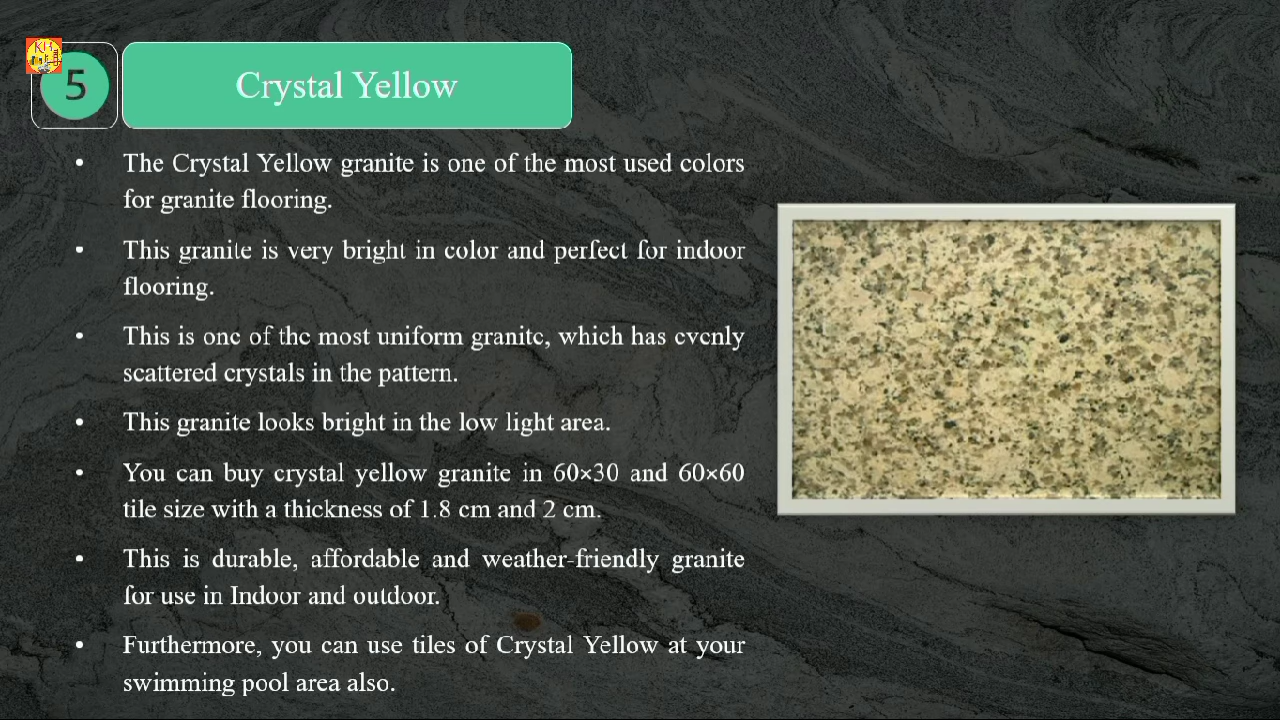 KB
5
Crystal Yellow
• The Crystal Yellow granite is one of the most used colors
for granite flooring.
• This granite is very bright in color and perfect for indoor
flooring.
• This is one of the most uniform granite, which has evenly
scattered crystals in the pattern.
• This granite looks bright in the low light area.
• You can buy crystal yellow granite in 60×30 and 60×60
tile size with a thickness of 1.8 cm and 2 cm.
• This is durable, affordable and weather-friendly granite
for use in Indoor and outdoor.
• Furthermore, you can use tiles of Crystal Yellow at your
swimming pool area also.